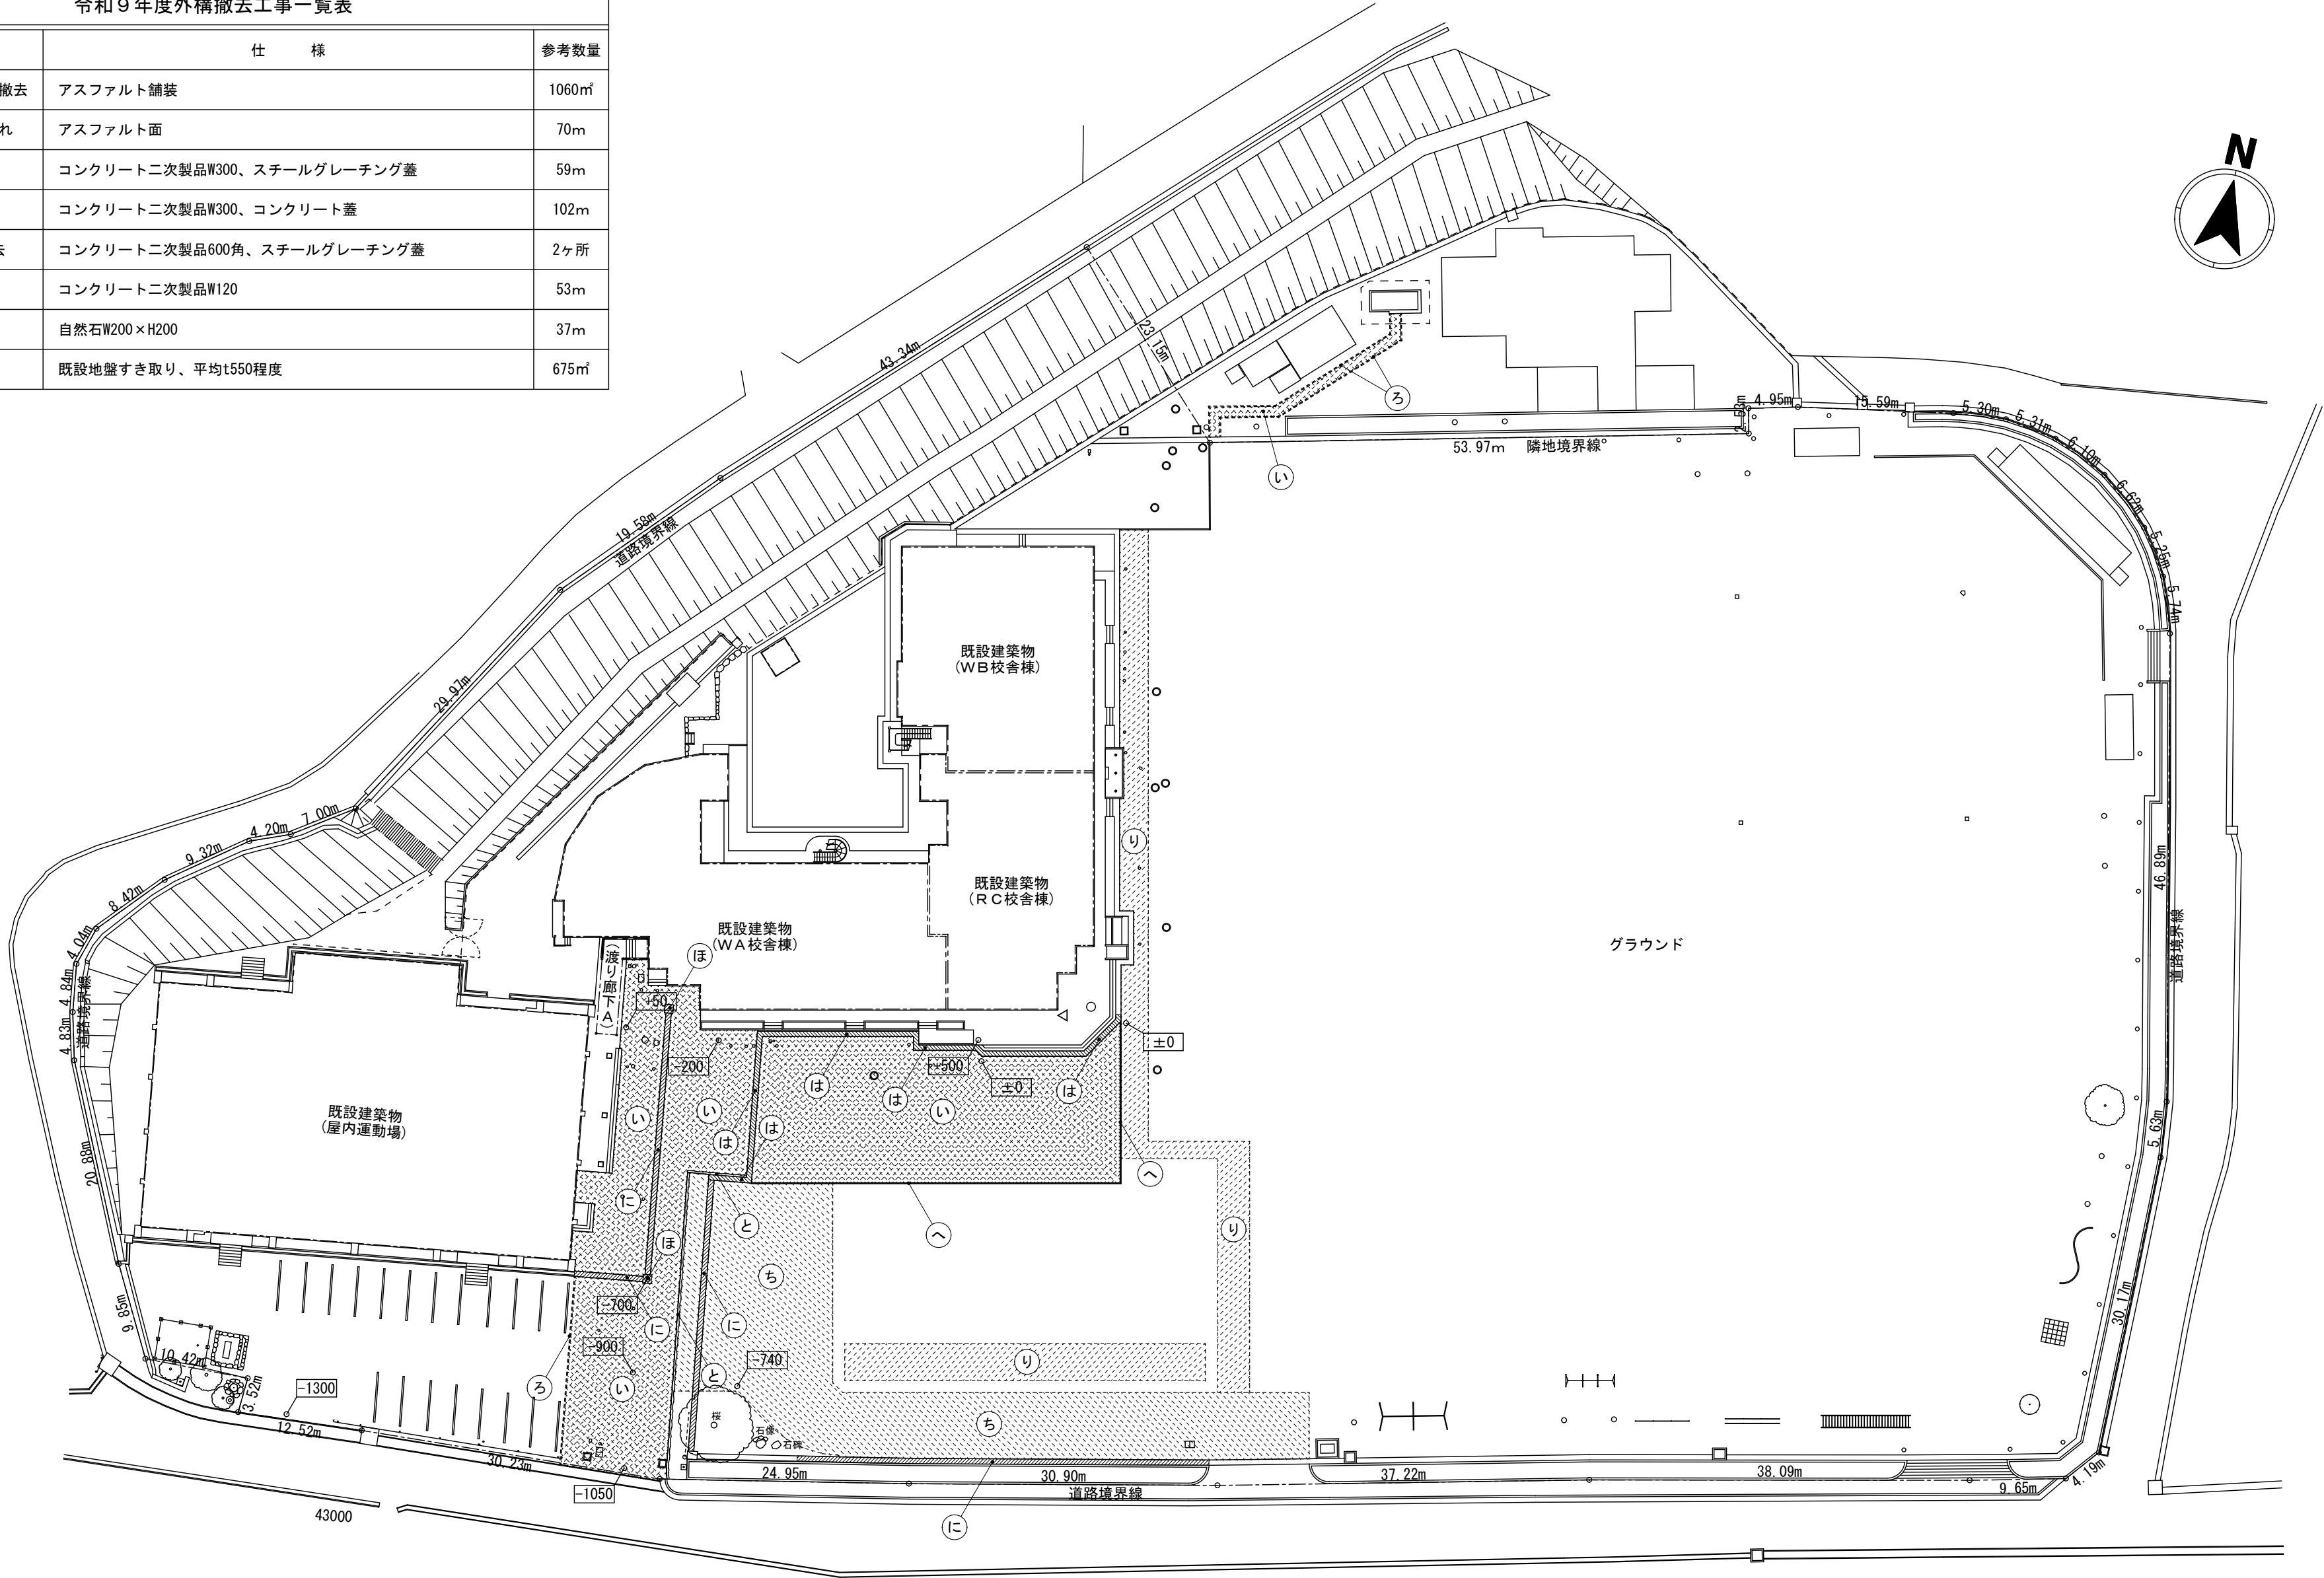 令和９年度外構撤去工事一覧表
仕　　　様　参考数量
撤去　アスファルト舗装　1060㎡
れ　アスファルト面　70m
コンクリート二次製品W300、スチールグレーチング蓋　59m
コンクリート二次製品W300、コンクリート蓋　102m
コンクリート二次製品600角、スチールグレーチング蓋　2ヶ所
コンクリート二次製品W120　53m
自然石W200×H200　37m
既設地盤すき取り、平均t550程度　675㎡
N
43.34m
23.15m
ろ
い
4.95m
15.59m
5.30m
5.31m
6.10m
6.62m
5.25m
5.74m
53.97m　隣地境界線
19.58m
道路境界線
29.97m
7.00m
4.20m
9.32m
8.42m
4.04m
4.84m
4.83m
道路境界線
20.88m
9.85m
既設建築物
(ＷＢ校舎棟)
既設建築物
(ＲＣ校舎棟)
既設建築物
(ＷＡ校舎棟)
(渡り廊下Ａ)
既設建築物
(屋内運動場)
グラウンド
46.89m
道路境界線
5.63m
30.17m
り
ほ
+50
-200
+500
±0
±0
は
は
は
い
い
い
は
は
に
と
へ
へ
り
ほ
ち
-700
に
に
-900
-740
と
ろ
い
り
ち
桜
石像
石碑
10.42m
3.52m
-1300
12.52m
30.23m
-1050
24.95m
30.90m
37.22m
38.09m
9.65m
4.19m
道路境界線
に
43000